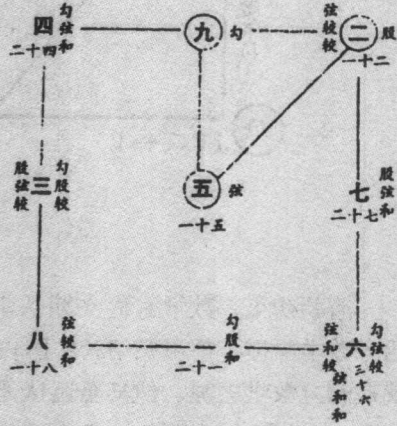 四
勾弦和
二十四
九
勾
弦較較
二
股
一十二
股弦較
三
勾股較
五
弦
一十五
七
股弦和
二十七
八
弦較和
一十八
勾股和
二十一
弦和較
六
勾弦較
三十六
弦和和